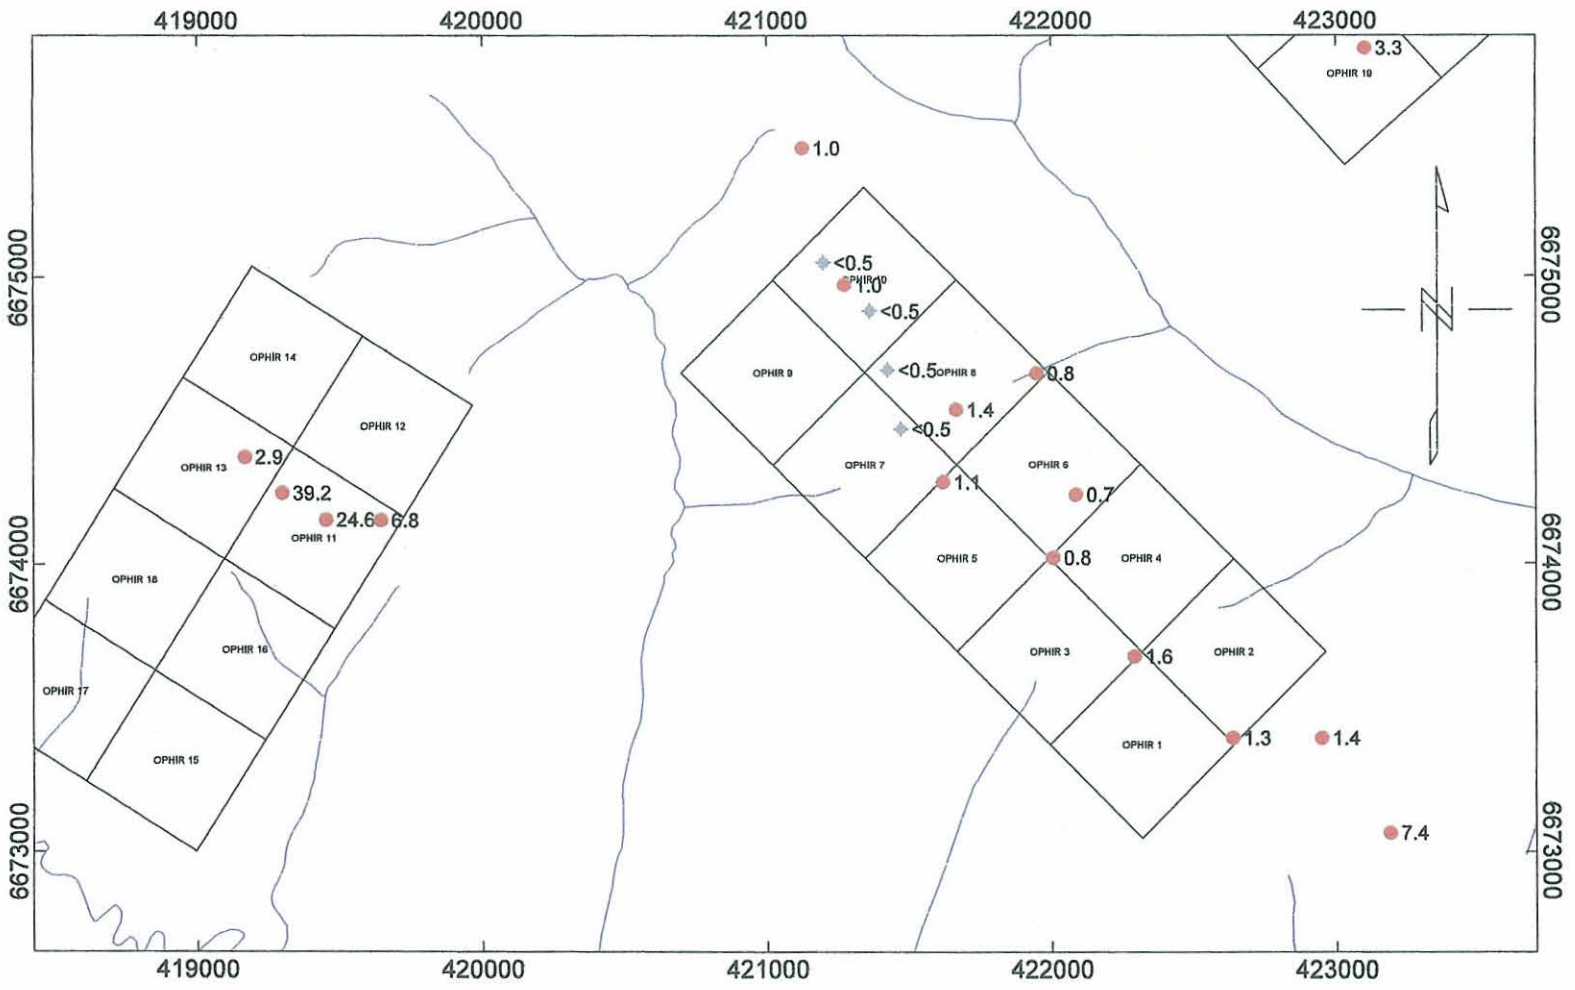 419000 420000 421000 422000 423000
3.3
OPHIR 19
1.0
6675000
6675000
<0.5
OPHIR 10
1.0
<0.5
OPHIR 14
OPHIR 9
<0.5
OPHIR 8
0.8
1.4
OPHIR 12
<0.5
2.9
OPHIR 13
OPHIR 7
OPHIR 6
39.2
1.1
0.7
24.6
6.8
OPHIR 11
OPHIR 5
0.8
OPHIR 4
6674000
6674000
OPHIR 18
OPHIR 16
OPHIR 3
1.6
OPHIR 2
OPHIR 17
OPHIR 15
OPHIR 1
1.3
1.4
7.4
6673000
6673000
N
419000 420000 421000 422000 423000